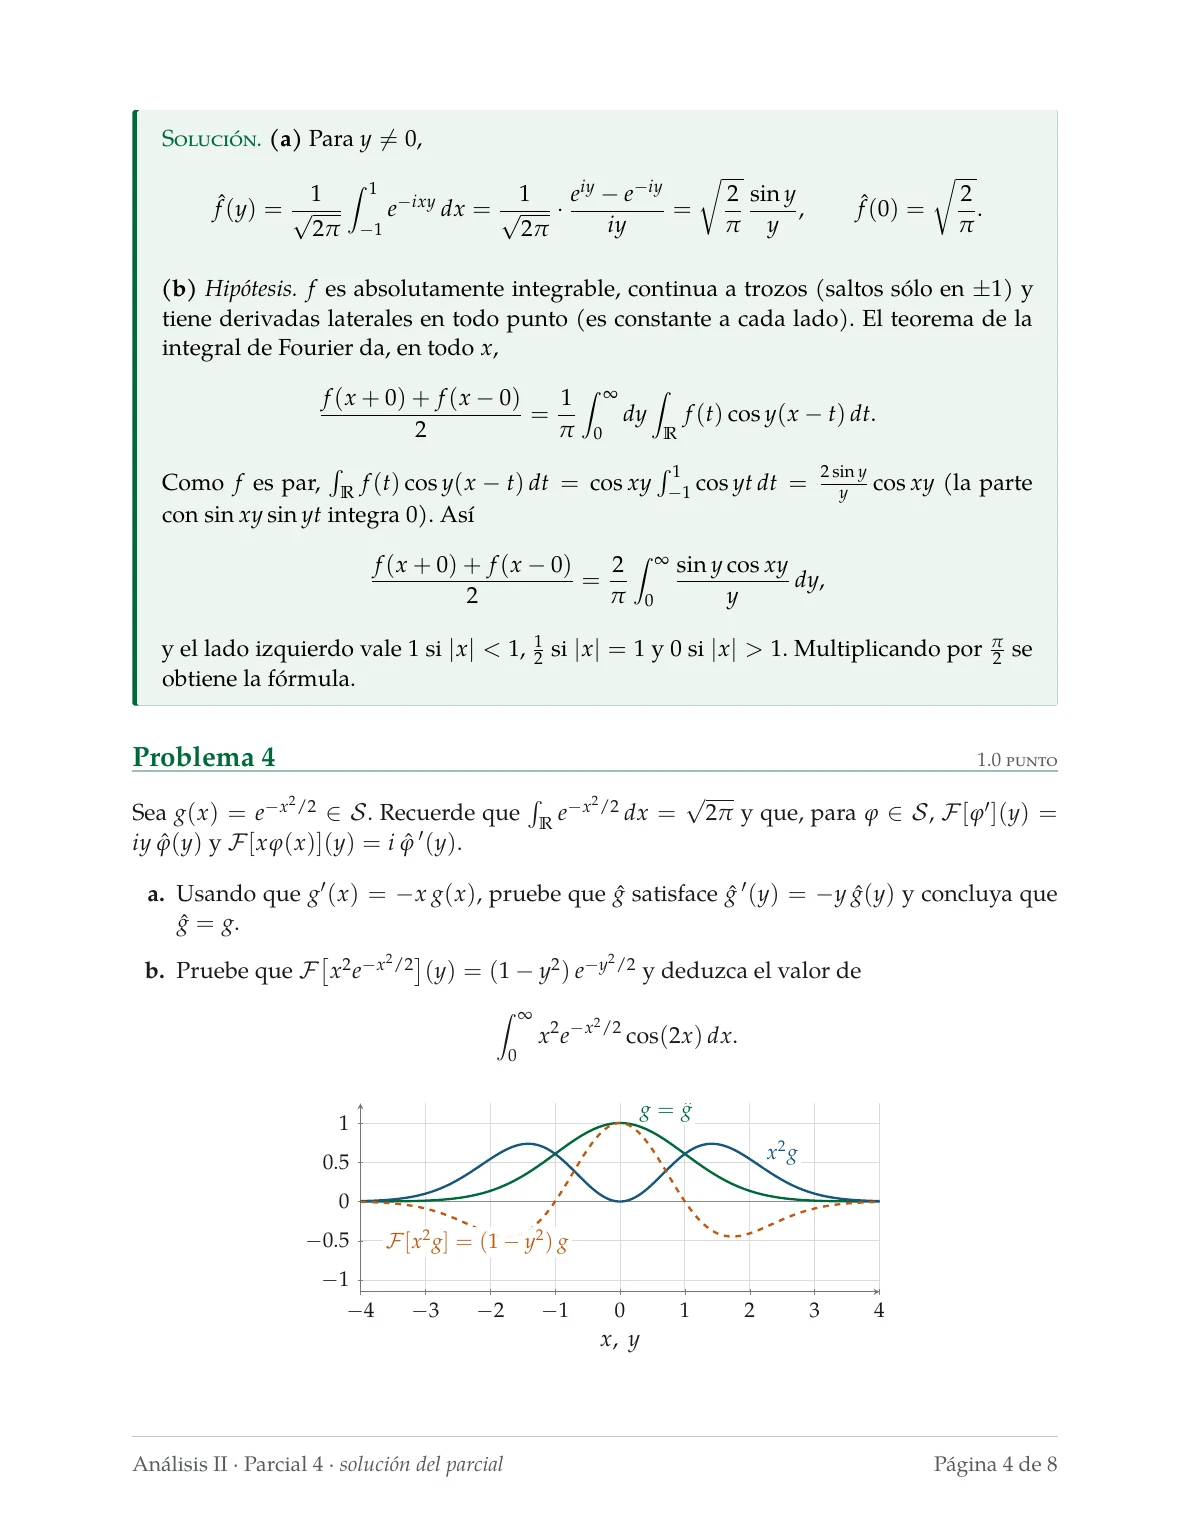 Solución. (a) Para y ≠ 0,
f̂(y) = 1/√(2π) ∫_{−1}^{1} e^{−ixy} dx = 1/√(2π) · (e^{iy} − e^{−iy})/(iy) = √(2/π) (sin y)/y, f̂(0) = √(2/π).
(b) Hipótesis. f es absolutamente integrable, continua a trozos (saltos sólo en ±1) y
tiene derivadas laterales en todo punto (es constante a cada lado). El teorema de la
integral de Fourier da, en todo x,
(f(x + 0) + f(x − 0))/2 = 1/π ∫_0^∞ dy ∫_ℝ f(t) cos y(x − t) dt.
Como f es par, ∫_ℝ f(t) cos y(x − t) dt = cos xy ∫_{−1}^{1} cos yt dt = (2 sin y)/y cos xy (la parte
con sin xy sin yt integra 0). Así
(f(x + 0) + f(x − 0))/2 = 2/π ∫_0^∞ (sin y cos xy)/y dy,
y el lado izquierdo vale 1 si |x| < 1, 1/2 si |x| = 1 y 0 si |x| > 1. Multiplicando por π/2 se
obtiene la fórmula.
Problema 4 1.0 punto
Sea g(x) = e^{−x²/2} ∈ 𝒮. Recuerde que ∫_ℝ e^{−x²/2} dx = √(2π) y que, para φ ∈ 𝒮, ℱ[φ′](y) =
iy φ̂(y) y ℱ[xφ(x)](y) = i φ̂ ′(y).
a. Usando que g′(x) = −x g(x), pruebe que ĝ satisface ĝ ′(y) = −y ĝ(y) y concluya que
ĝ = g.
b. Pruebe que ℱ[x²e^{−x²/2}](y) = (1 − y²) e^{−y²/2} y deduzca el valor de
∫_0^∞ x²e^{−x²/2} cos(2x) dx.
g = ĝ
1
x²g
0.5
0
−0.5
ℱ[x²g] = (1 − y²) g
−1
−4 −3 −2 −1 0 1 2 3 4
x, y
Análisis II · Parcial 4 · solución del parcial Página 4 de 8